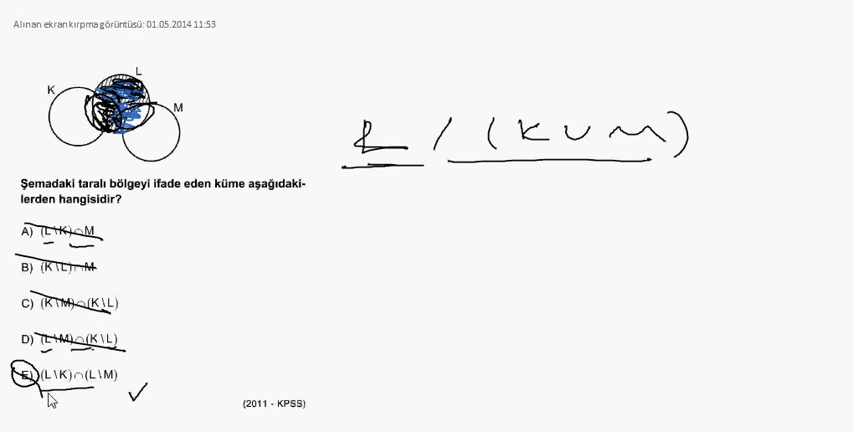 Alınan ekran kırpma görüntüsü: 01.05.2014 11:53
L
K
M
L / (K U M)
Şemadaki taralı bölgeyi ifade eden küme aşağıdaki-
lerden hangisidir?
A) (L\K)∩M
B) (K\L)∩M
C) (K\M)∩(K\L)
D) (L\M)∩(K\L)
E) (L\K)∩(L\M)
(2011 - KPSS)